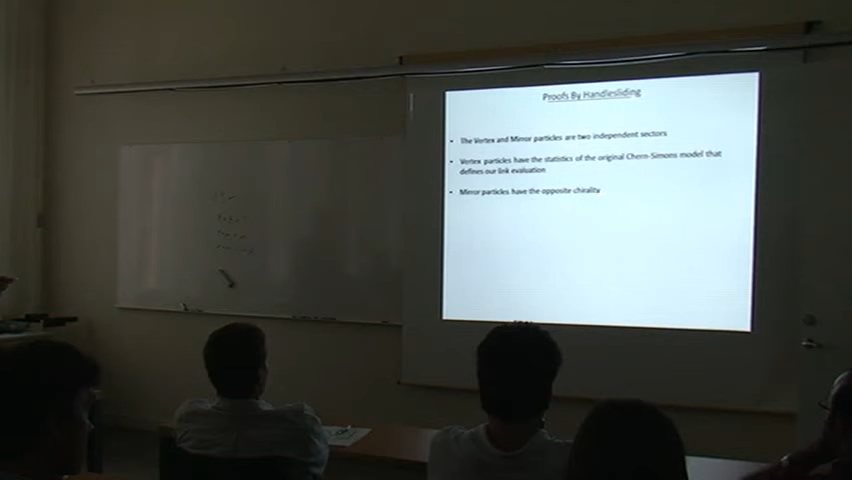 Proofs By Handlesliding
• The Vertex and Mirror particles are two independent sectors
• Vertex particles have the statistics of the original Chern-Simons model that
defines our link evaluation
• Mirror particles have the opposite chirality